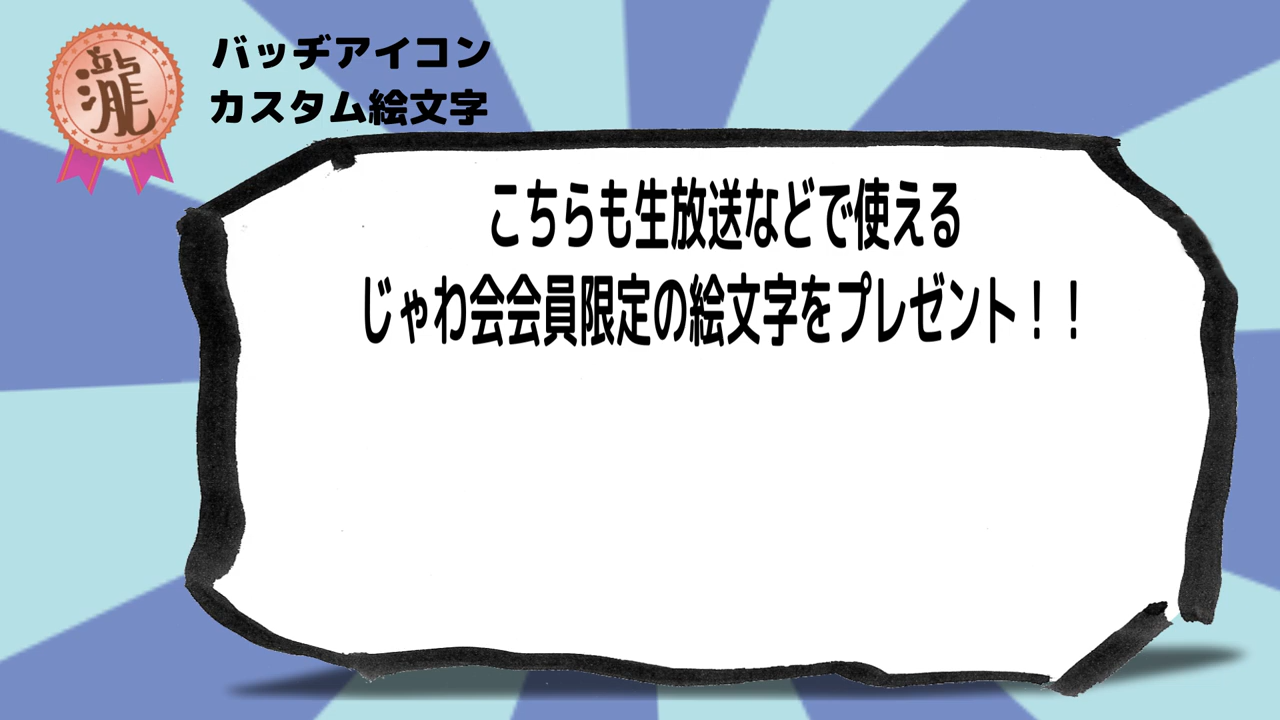 瀧
バッヂアイコン
カスタム絵文字
こちらも生放送などで使える
じゃわ会会員限定の絵文字をプレゼント！！